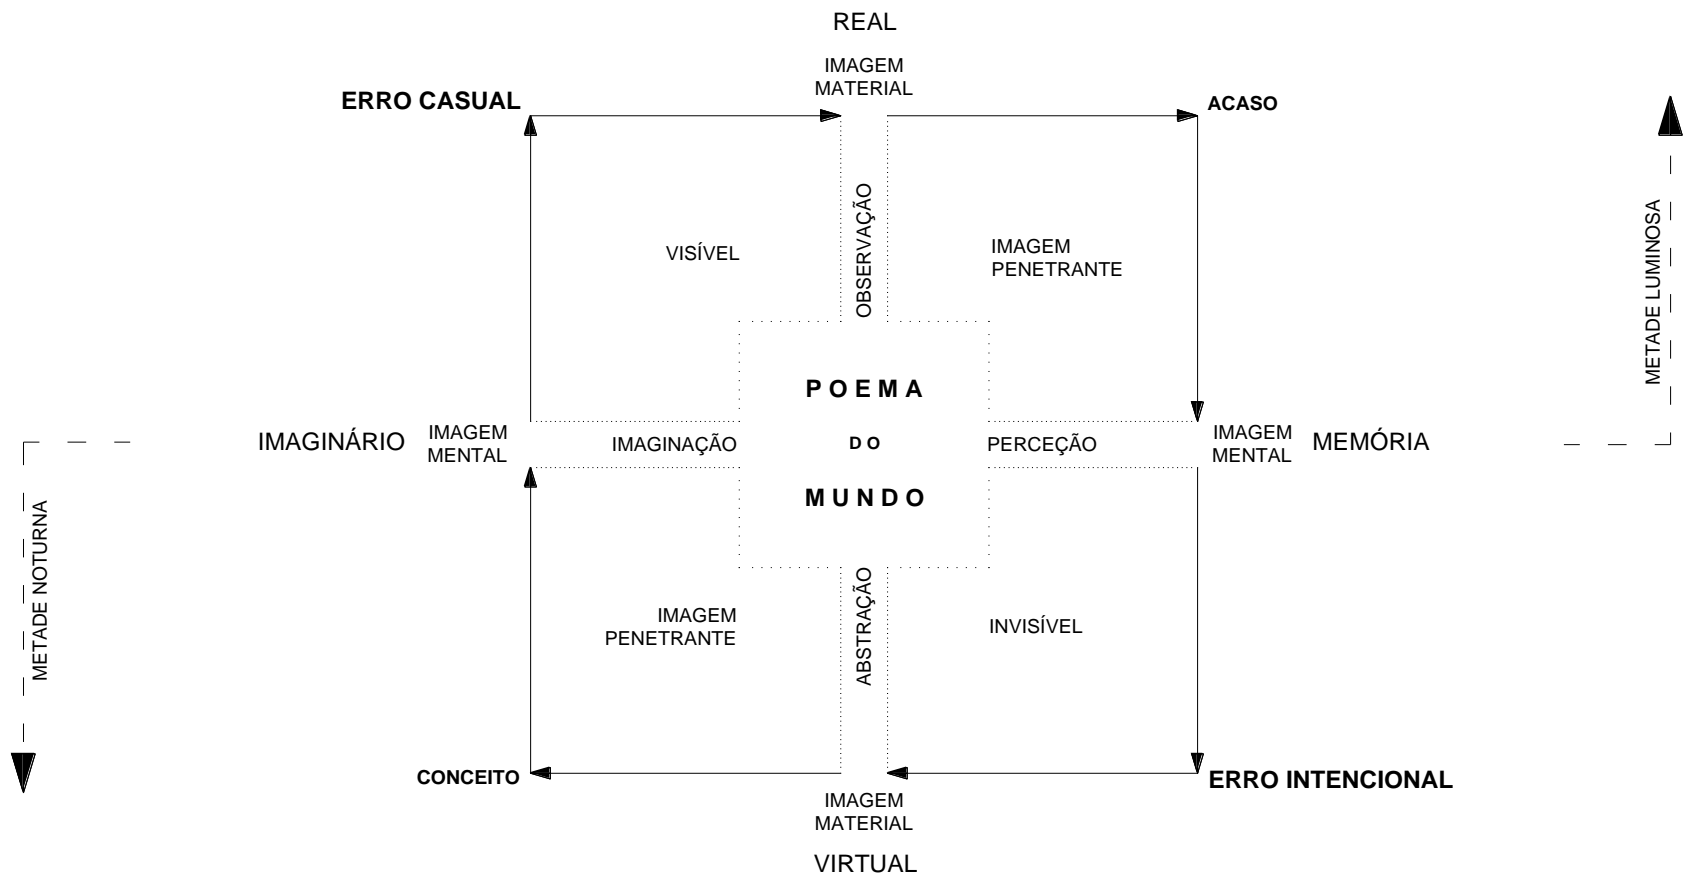 REAL
IMAGEM
MATERIAL
ERRO CASUAL
ACASO
OBSERVAÇÃO
METADE LUMINOSA
VISÍVEL
IMAGEM
PENETRANTE
POEMA
DO
MUNDO
IMAGINÁRIO
IMAGEM
MENTAL
IMAGINAÇÃO
PERCEÇÃO
IMAGEM
MENTAL
MEMÓRIA
METADE NOTURNA
IMAGEM
PENETRANTE
ABSTRAÇÃO
INVISÍVEL
CONCEITO
ERRO INTENCIONAL
IMAGEM
MATERIAL
VIRTUAL